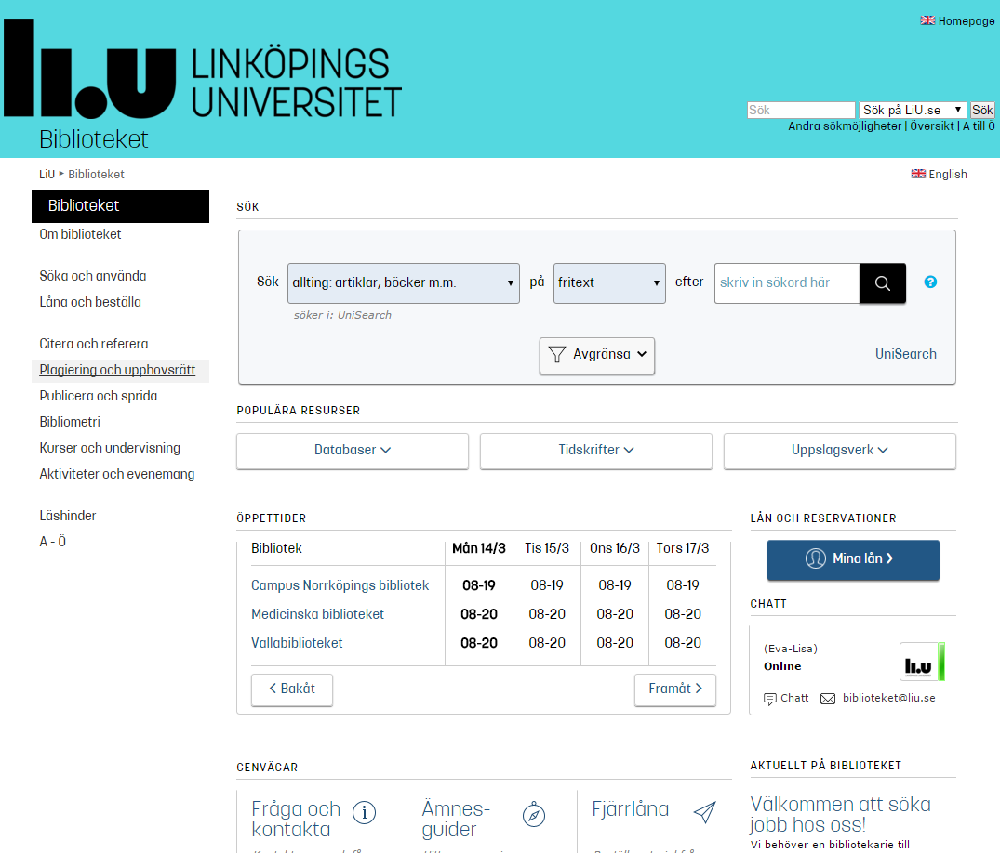 Homepage
li.u LINKÖPINGS
UNIVERSITET
Biblioteket
Sök Sök på LiU.se Sök
Andra sökmöjligheter | Översikt | A till Ö
LiU Biblioteket
English
Biblioteket
Om biblioteket
Söka och använda
Låna och beställa
Citera och referera
Plagiering och upphovsrätt
Publicera och sprida
Bibliometri
Kurser och undervisning
Aktiviteter och evenemang
Läshinder
A - Ö
SÖK
Sök allting: artiklar, böcker m.m. på fritext efter skriv in sökord här ?
söker i: UniSearch
Avgränsa UniSearch
POPULÄRA RESURSER
Databaser Tidskrifter Uppslagsverk
ÖPPETTIDER
Bibliotek Mån 14/3 Tis 15/3 Ons 16/3 Tors 17/3
Campus Norrköpings bibliotek 08-19 08-19 08-19 08-19
Medicinska biblioteket 08-20 08-20 08-20 08-20
Vallabiblioteket 08-20 08-20 08-20 08-20
Bakåt Framåt
LÅN OCH RESERVATIONER
Mina lån
CHATT
(Eva-Lisa)
Online
li.u
Chatt biblioteket@liu.se
GENVÄGAR
Fråga och
kontakta
Ämnes-
guider
Fjärrlåna
AKTUELLT PÅ BIBLIOTEKET
Välkommen att söka
jobb hos oss!
Vi behöver en bibliotekarie till